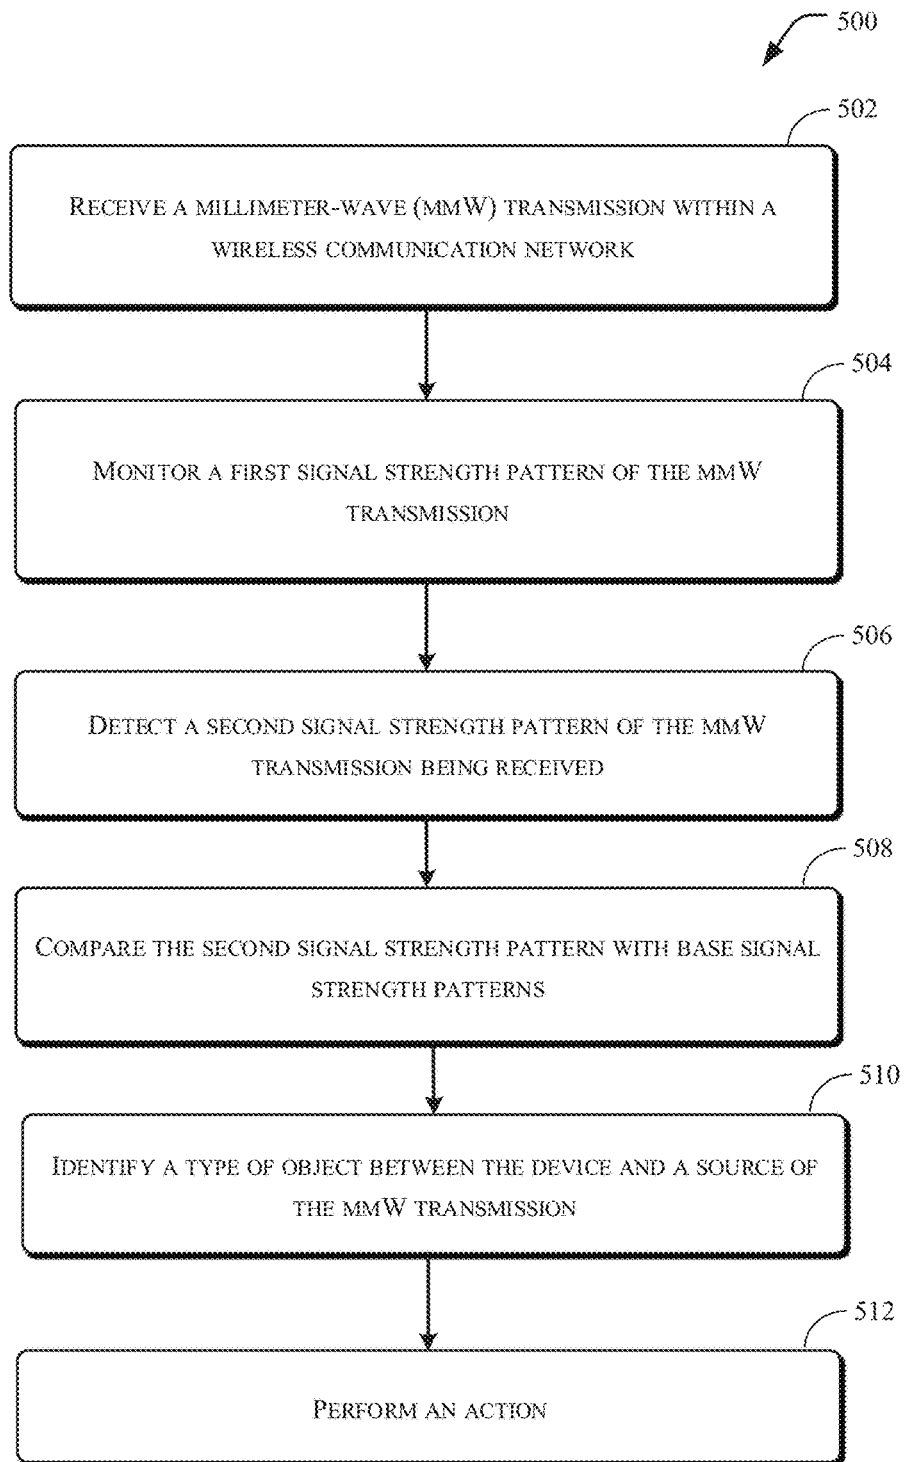 500
502
RECEIVE A MILLIMETER-WAVE (MMW) TRANSMISSION WITHIN A
WIRELESS COMMUNICATION NETWORK
504
MONITOR A FIRST SIGNAL STRENGTH PATTERN OF THE MMW
TRANSMISSION
506
DETECT A SECOND SIGNAL STRENGTH PATTERN OF THE MMW
TRANSMISSION BEING RECEIVED
508
COMPARE THE SECOND SIGNAL STRENGTH PATTERN WITH BASE SIGNAL
STRENGTH PATTERNS
510
IDENTIFY A TYPE OF OBJECT BETWEEN THE DEVICE AND A SOURCE OF
THE MMW TRANSMISSION
512
PERFORM AN ACTION